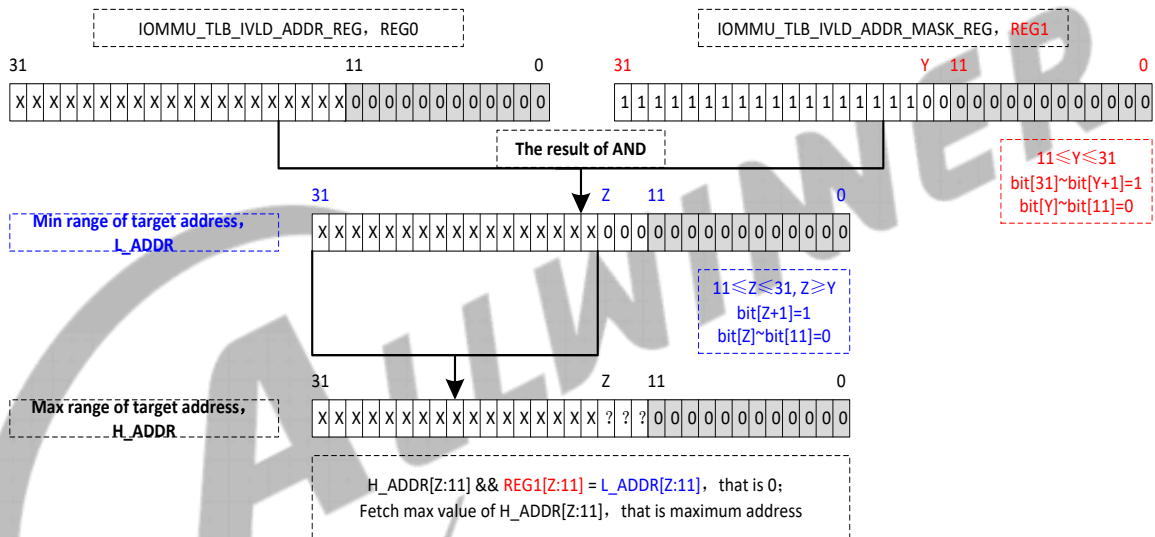 IOMMU_TLB_IVLD_ADDR_REG, REG0
IOMMU_TLB_IVLD_ADDR_MASK_REG, REG1
31 11 0
31 Y 11 0
X X X X X X X X X X X X X X X X X X X X 0 0 0 0 0 0 0 0 0 0 0 0
1 1 1 1 1 1 1 1 1 1 1 1 1 1 1 1 1 1 0 0 0 0 0 0 0 0 0 0 0 0 0 0
The result of AND
11≤Y≤31
bit[31]~bit[Y+1]=1
bit[Y]~bit[11]=0
31 Z 11 0
Min range of target address,
L_ADDR
X X X X X X X X X X X X X X X X X 0 0 0 0 0 0 0 0 0 0 0 0 0 0 0
11≤Z≤31, Z≥Y
bit[Z+1]=1
bit[Z]~bit[11]=0
31 Z 11 0
Max range of target address,
H_ADDR
X X X X X X X X X X X X X X X X X ? ? ? 0 0 0 0 0 0 0 0 0 0 0 0
H_ADDR[Z:11] && REG1[Z:11] = L_ADDR[Z:11], that is 0;
Fetch max value of H_ADDR[Z:11], that is maximum address
ALLWINNER